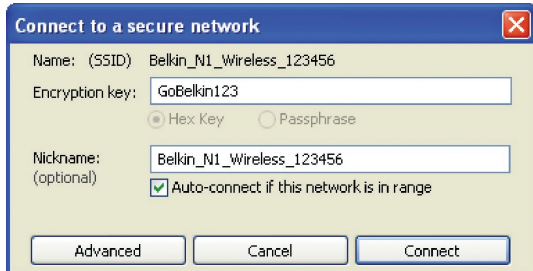 Connect to a secure network
Name: (SSID) Belkin_N1_Wireless_123456
Encryption key: GoBelkin123
Hex Key Passphrase
Nickname: Belkin_N1_Wireless_123456
(optional)
Auto-connect if this network is in range
Advanced Cancel Connect